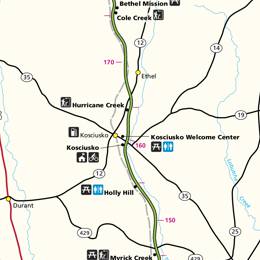 Bethel Mission
Cole Creek
12
170
Ethel
14
35
19
Hurricane Creek
Kosciusko
Kosciusko Welcome Center
Kosciusko
160
12
35
Holly Hill
Durant
150
25
429
429
Myrick Creek
Creek